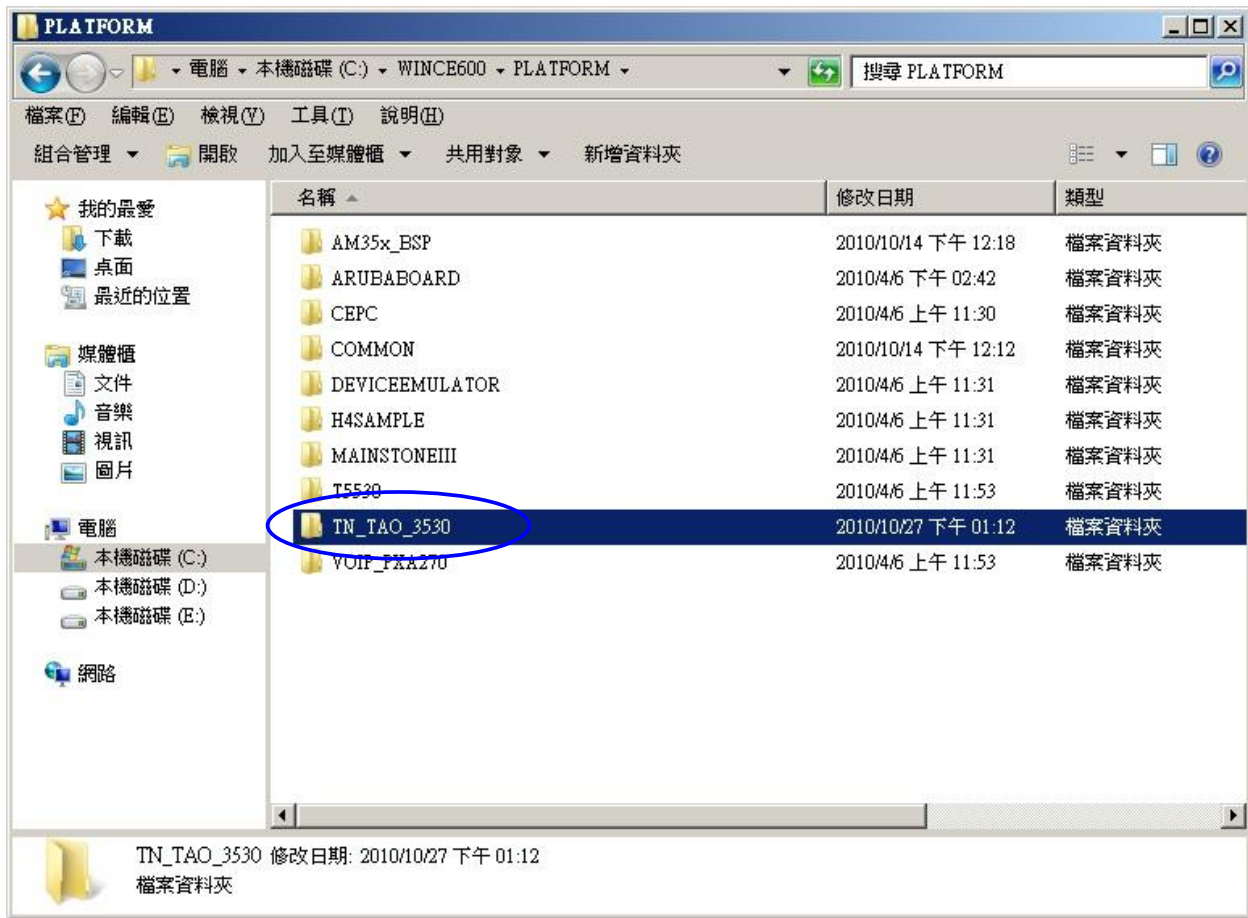 PLATFORM
電腦 本機磁碟 (C:) WINCE600 PLATFORM 搜尋 PLATFORM
檔案(F) 編輯(E) 檢視(V) 工具(T) 說明(H)
組合管理 開啟 加入至媒體櫃 共用對象 新增資料夾
我的最愛
下載
桌面
最近的位置
媒體櫃
文件
音樂
視訊
圖片
電腦
本機磁碟 (C:)
本機磁碟 (D:)
本機磁碟 (E:)
網路
名稱 修改日期 類型
AM35x_BSP 2010/10/14 下午 12:18 檔案資料夾
ARUBABOARD 2010/4/6 下午 02:42 檔案資料夾
CEPC 2010/4/6 上午 11:30 檔案資料夾
COMMON 2010/10/14 下午 12:12 檔案資料夾
DEVICEEMULATOR 2010/4/6 上午 11:31 檔案資料夾
H4SAMPLE 2010/4/6 上午 11:31 檔案資料夾
MAINSTONEIII 2010/4/6 上午 11:31 檔案資料夾
T5530 2010/4/6 上午 11:53 檔案資料夾
TN_TAO_3530 2010/10/27 下午 01:12 檔案資料夾
VOIP_PXA270 2010/4/6 上午 11:53 檔案資料夾
TN_TAO_3530 修改日期: 2010/10/27 下午 01:12
檔案資料夾